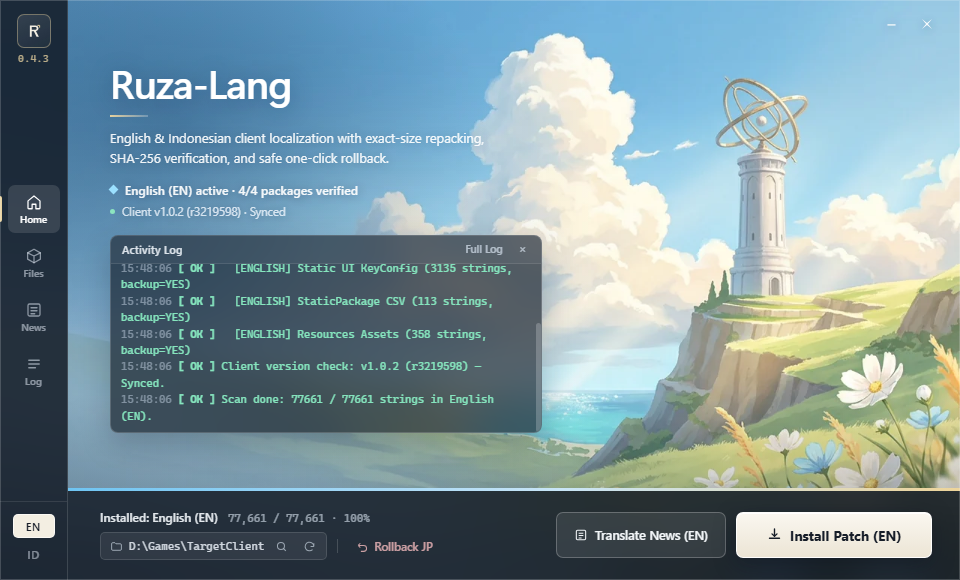 R
0.4.3
Home
Files
News
Log
EN
ID
Ruza-Lang
English & Indonesian client localization with exact-size repacking,
SHA-256 verification, and safe one-click rollback.
English (EN) active · 4/4 packages verified
Client v1.0.2 (r3219598) · Synced
Activity Log
Full Log ×
15:48:06 [ OK ] [ENGLISH] Static UI KeyConfig (3135 strings,
backup=YES)
15:48:06 [ OK ] [ENGLISH] StaticPackage CSV (113 strings,
backup=YES)
15:48:06 [ OK ] [ENGLISH] Resources Assets (358 strings,
backup=YES)
15:48:06 [ OK ] Client version check: v1.0.2 (r3219598) —
Synced.
15:48:06 [ OK ] Scan done: 77661 / 77661 strings in English
(EN).
Installed: English (EN) 77,661 / 77,661 · 100%
D:\Games\TargetClient
Rollback JP
Translate News (EN)
Install Patch (EN)